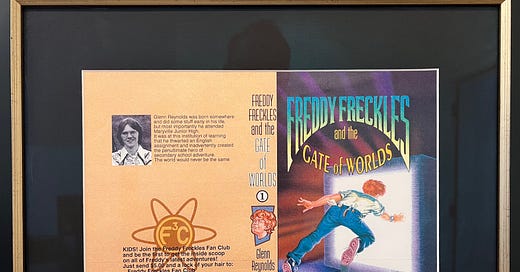 Glenn Reynolds was born somewhere
and did some stuff early in his life,
but most importantly he attended
Maryville Junior High.
It was at this institution of learning
that he thwarted an English
assignment and inadvertently created
the penultimate hero of
secondary school adventure.
The world would never be the same
F³C
KIDS! Join the Freddy Freckles Fan Club
and be the first to get the inside scoop
on all of Freddy's latest adventures!
Just send $5.00 and a lock of your hair to:
Freddy Freckles Fan Club
FREDDY
FRECKLES
and the
GATE
of
WORLDS
1
Glenn
Reynolds
FREDDY FRECKLES
and the
GATE of WORLDS